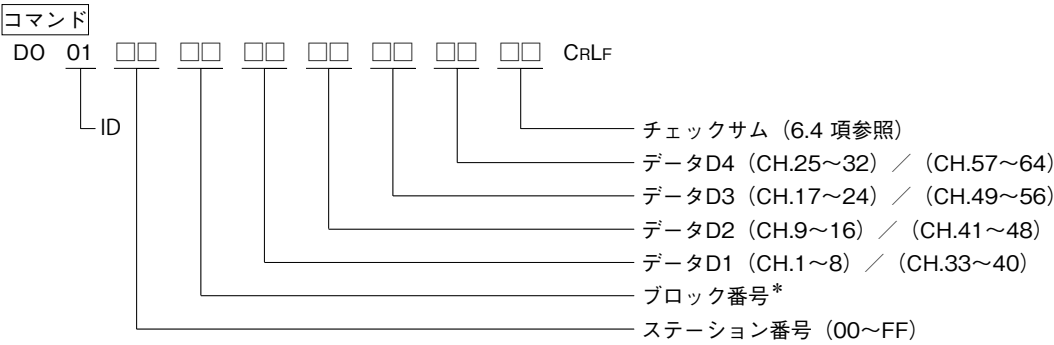 コマンド
DO 01 □□ □□ □□ □□ □□ □□ □□ CRLF
ID
チェックサム（6.4 項参照）
データD4（CH.25～32）／（CH.57～64）
データD3（CH.17～24）／（CH.49～56）
データD2（CH.9～16）／（CH.41～48）
データD1（CH.1～8）／（CH.33～40）
ブロック番号*
ステーション番号（00～FF）